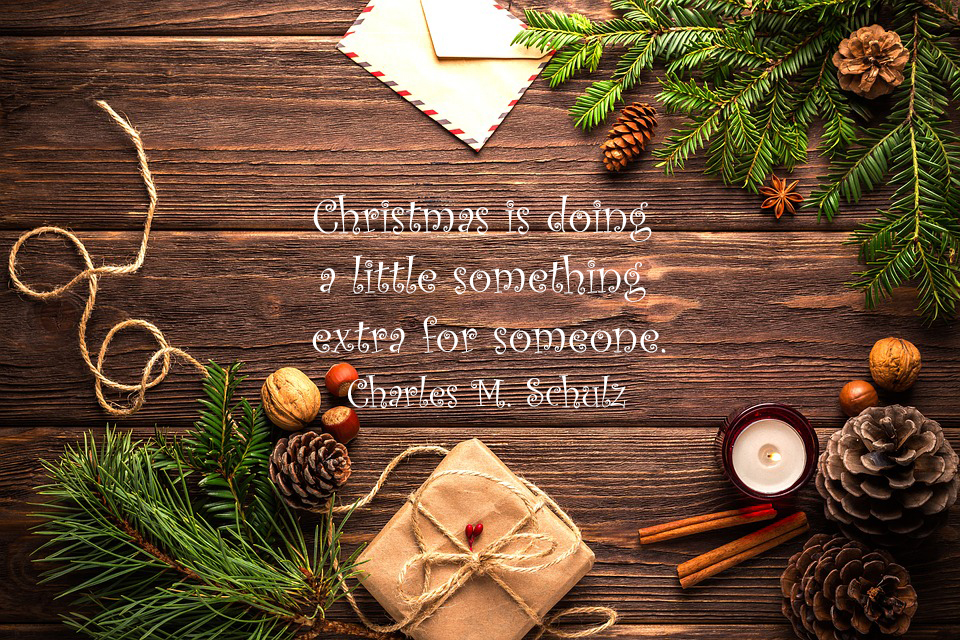 Christmas is doing
a little something
extra for someone.
Charles M. Schulz